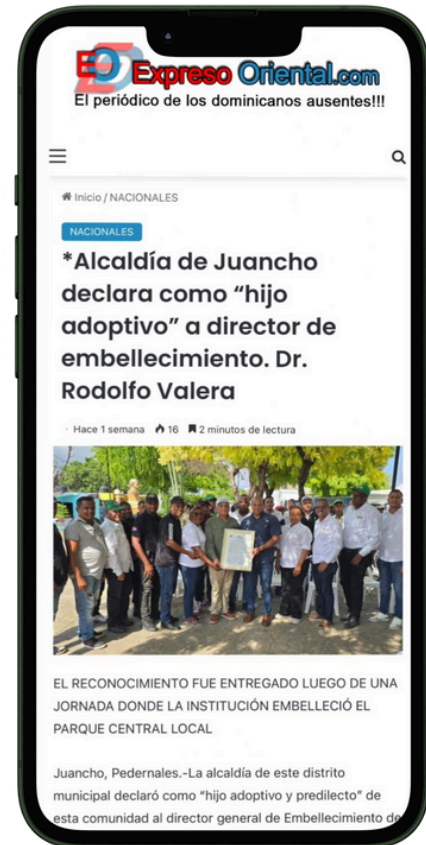 EO Expreso Oriental.com
El periódico de los dominicanos ausentes!!!
Inicio / NACIONALES
NACIONALES
*Alcaldía de Juancho
declara como “hijo
adoptivo” a director de
embellecimiento. Dr.
Rodolfo Valera
Hace 1 semana 16 2 minutos de lectura
EL RECONOCIMIENTO FUE ENTREGADO LUEGO DE UNA
JORNADA DONDE LA INSTITUCIÓN EMBELLECIÓ EL
PARQUE CENTRAL LOCAL
Juancho, Pedernales.-La alcaldía de este distrito
municipal declaró como “hijo adoptivo y predilecto” de
esta comunidad al director general de Embellecimiento de